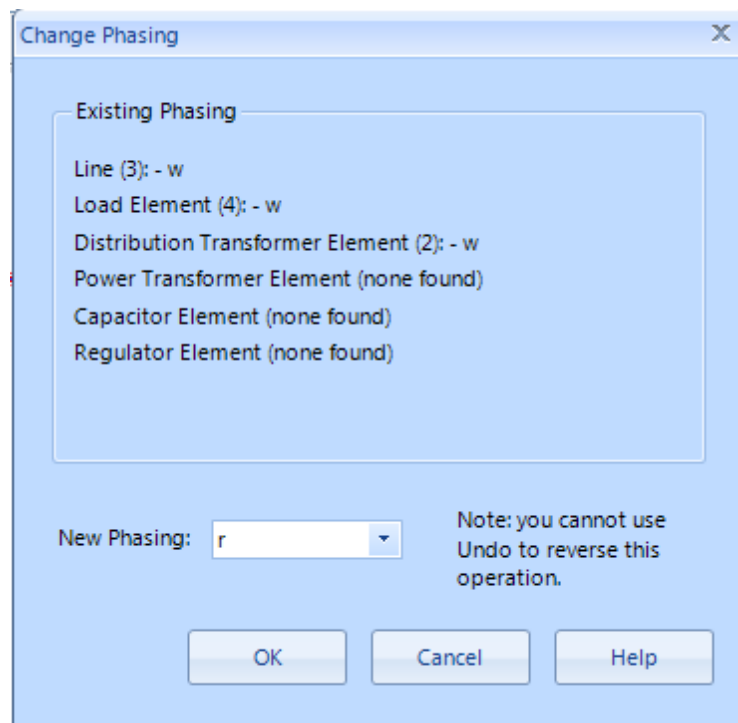 Change Phasing
Existing Phasing
Line (3): - w
Load Element (4): - w
Distribution Transformer Element (2): - w
Power Transformer Element (none found)
Capacitor Element (none found)
Regulator Element (none found)
New Phasing: r
Note: you cannot use
Undo to reverse this
operation.
OK Cancel Help